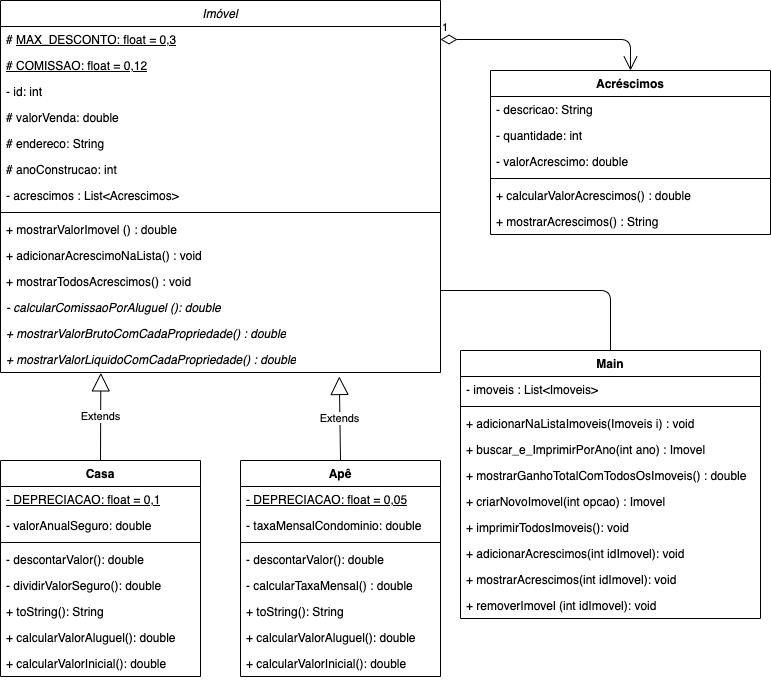 Imóvel
# MAX_DESCONTO: float = 0,3
# COMISSAO: float = 0,12
- id: int
# valorVenda: double
# endereco: String
# anoConstrucao: int
- acrescimos : List<Acrescimos>
+ mostrarValorImovel () : double
+ adicionarAcrescimoNaLista() : void
+ mostrarTodosAcrescimos() : void
- calcularComissaoPorAluguel (): double
+ mostrarValorBrutoComCadaPropriedade() : double
+ mostrarValorLiquidoComCadaPropriedade() : double
1
Acréscimos
- descricao: String
- quantidade: int
- valorAcrescimo: double
+ calcularValorAcrescimos() : double
+ mostrarAcrescimos() : String
Main
- imoveis : List<Imoveis>
+ adicionarNaListaImoveis(Imoveis i) : void
+ buscar_e_ImprimirPorAno(int ano) : Imovel
+ mostrarGanhoTotalComTodosOsImoveis() : double
+ criarNovoImovel(int opcao) : Imovel
+ imprimirTodosImoveis(): void
+ adicionarAcrescimos(int idImovel): void
+ mostrarAcrescimos(int idImovel): void
+ removerImovel (int idImovel): void
Extends
Extends
Casa
- DEPRECIACAO: float = 0,1
- valorAnualSeguro: double
- descontarValor(): double
- dividirValorSeguro(): double
+ toString(): String
+ calcularValorAluguel(): double
+ calcularValorInicial(): double
Apê
- DEPRECIACAO: float = 0,05
- taxaMensalCondominio: double
- descontarValor(): double
- calcularTaxaMensal() : double
+ toString(): String
+ calcularValorAluguel(): double
+ calcularValorInicial(): double